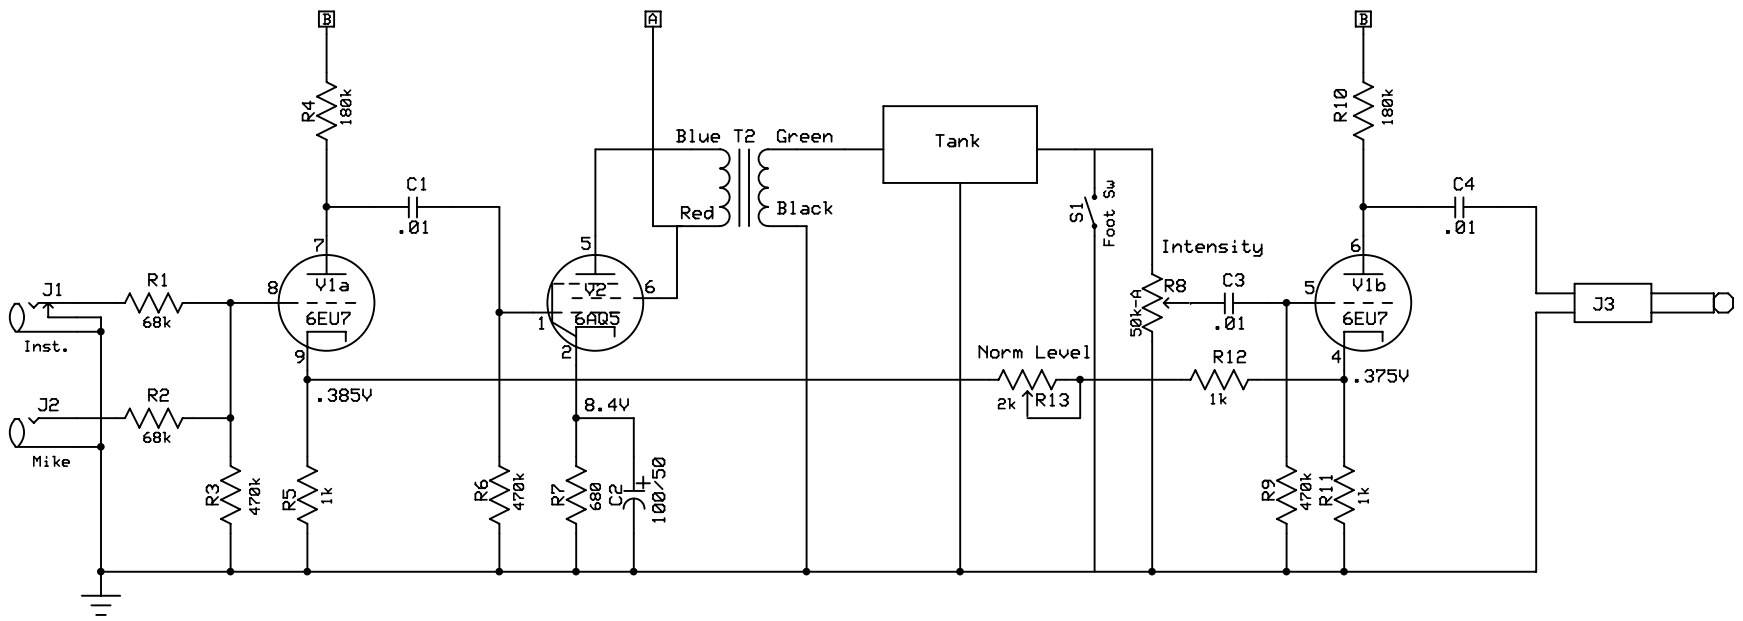 B
A
B
R4
180k
R10
180k
Blue T2 Green
Tank
Red
Black
C1
.01
S1
Foot Sw
C4
.01
7
5
6
Intensity
J1
R1
68k
8
V1a
6EU7
9
Inst.
V2
6AQ5
6
1
2
50k-A
R8
C3
.01
5
V1b
6EU7
4
J3
Norm Level
2k
R13
R12
1k
.385V
.375V
8.4V
J2
R2
68k
Mike
R3
470k
R5
1k
R6
470k
R7
680
C2
+
100/50
R9
470k
R11
1k